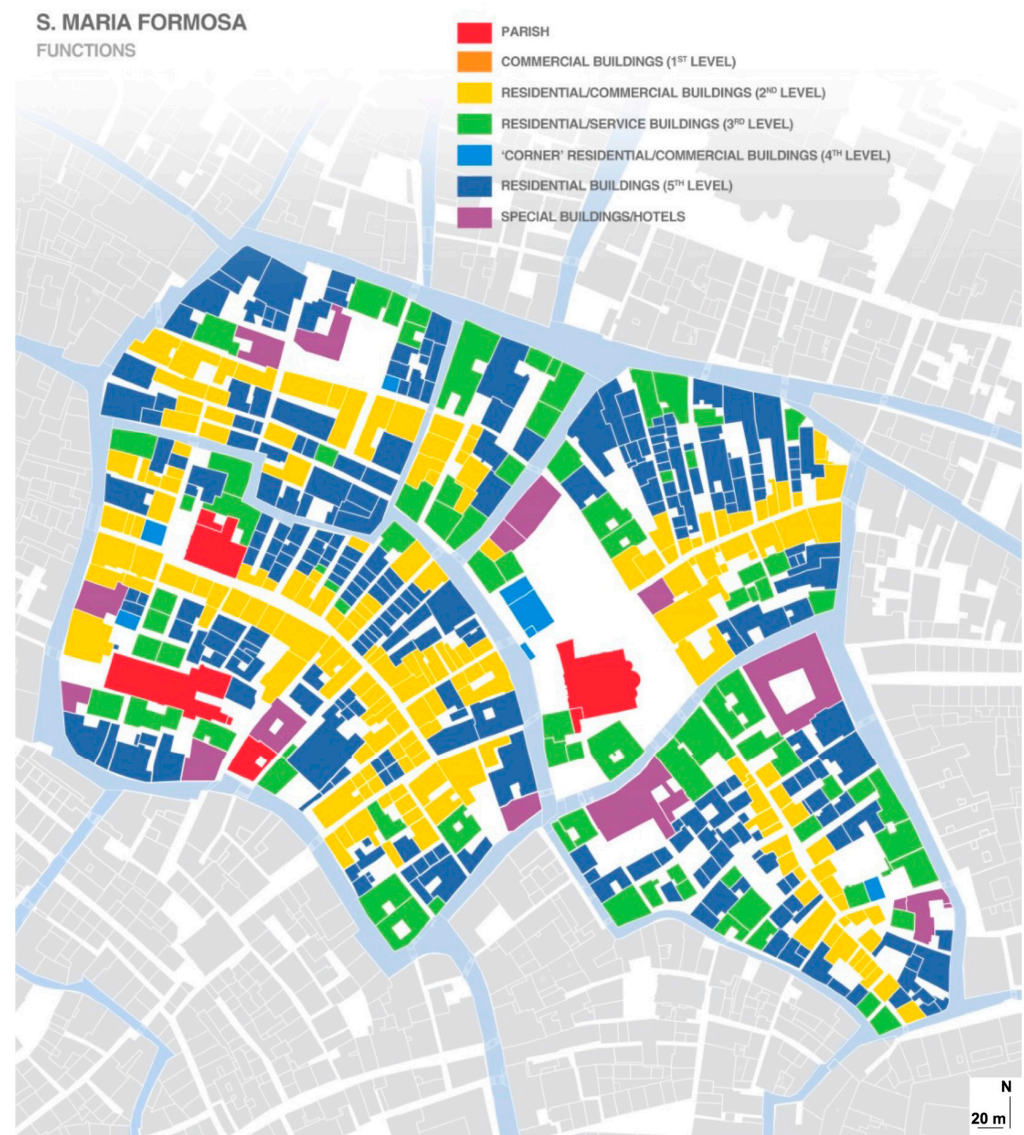 S. MARIA FORMOSA
FUNCTIONS
PARISH
COMMERCIAL BUILDINGS (1ST LEVEL)
RESIDENTIAL/COMMERCIAL BUILDINGS (2ND LEVEL)
RESIDENTIAL/SERVICE BUILDINGS (3RD LEVEL)
‘CORNER’ RESIDENTIAL/COMMERCIAL BUILDINGS (4TH LEVEL)
RESIDENTIAL BUILDINGS (5TH LEVEL)
SPECIAL BUILDINGS/HOTELS
N
20 m